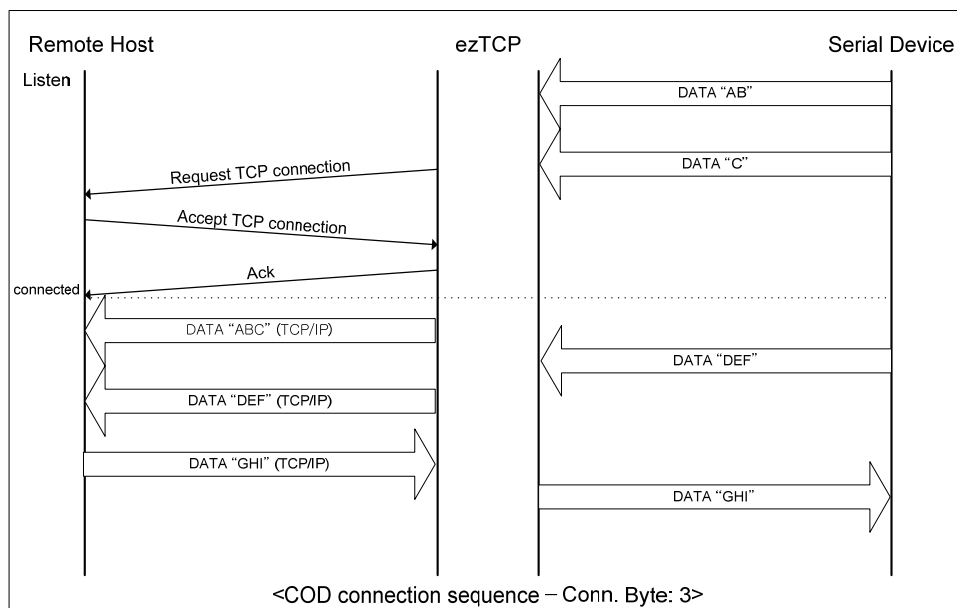 Remote Host
ezTCP
Serial Device
Listen
DATA “AB”
DATA “C”
Request TCP connection
Accept TCP connection
Ack
connected
DATA “ABC” (TCP/IP)
DATA “DEF”
DATA “DEF” (TCP/IP)
DATA “GHI” (TCP/IP)
DATA “GHI”
<COD connection sequence – Conn. Byte: 3>